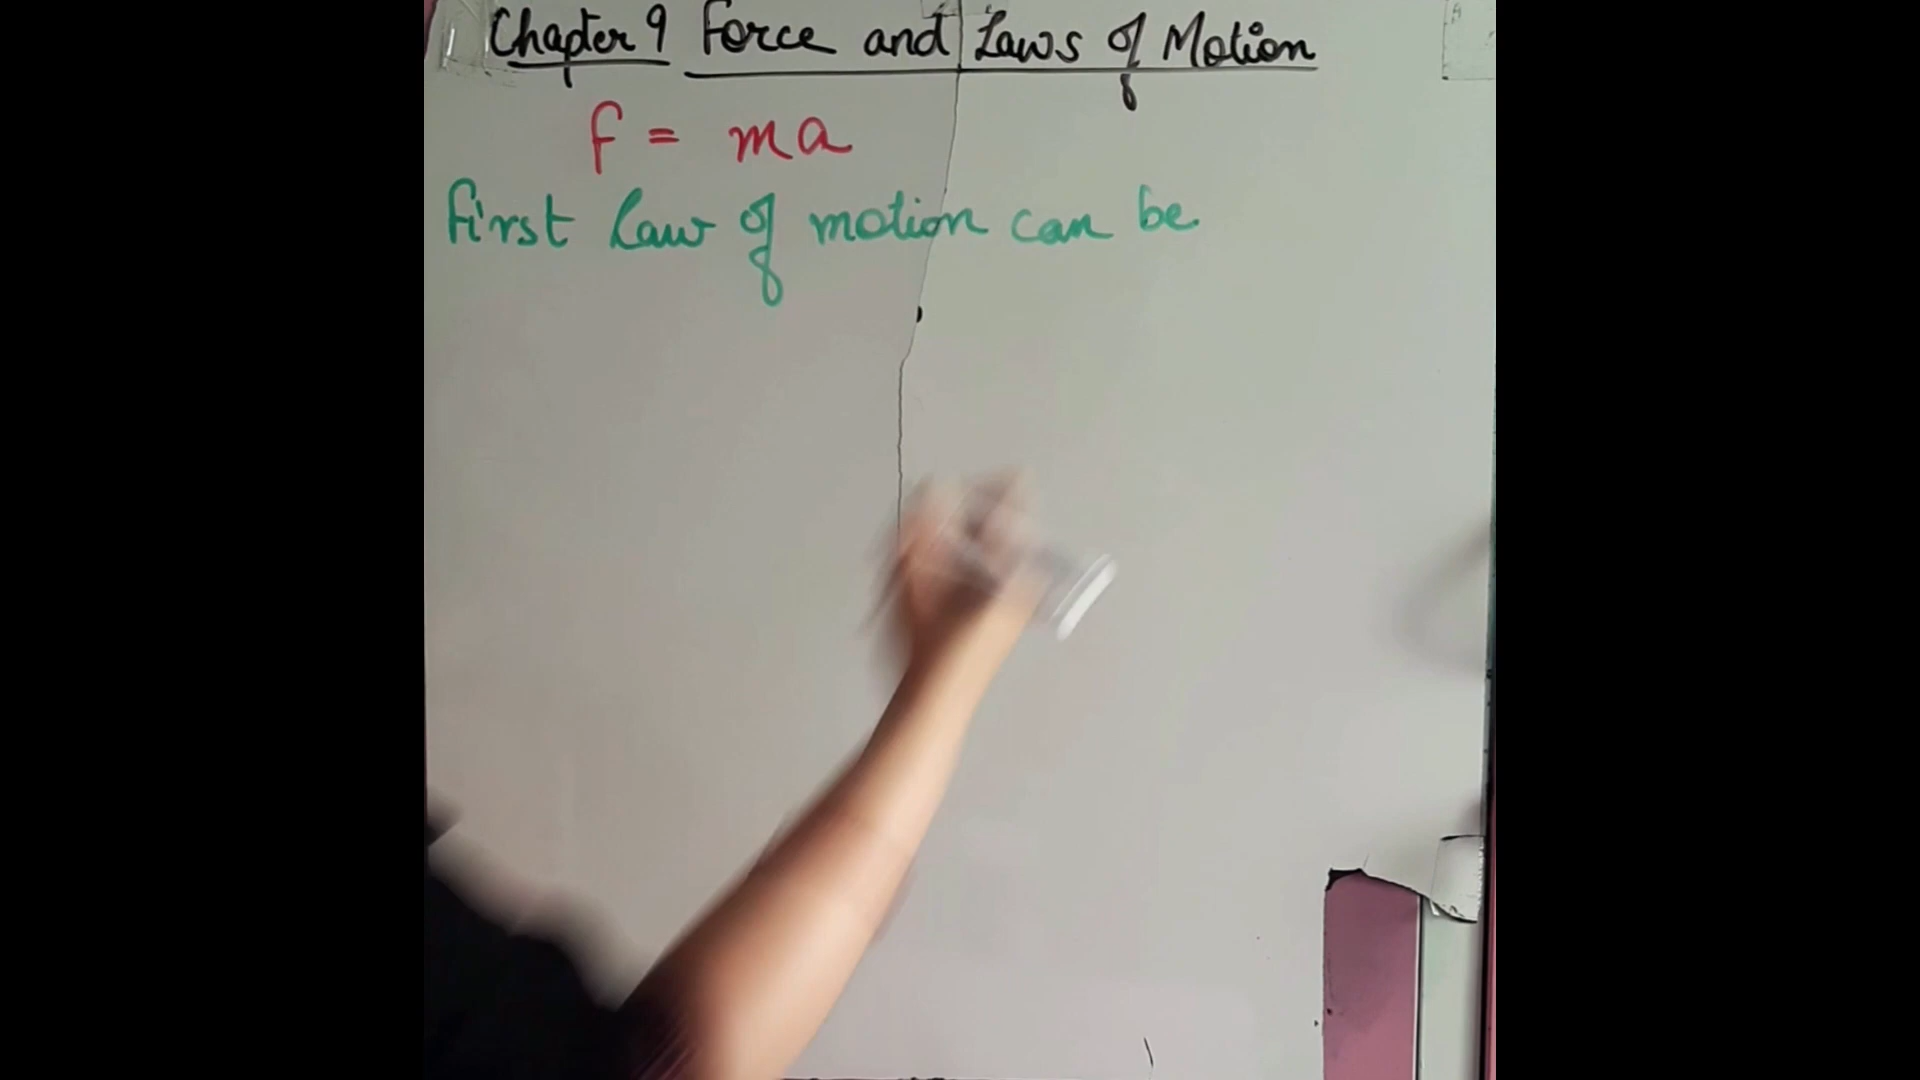 Chapter 9 Force and Laws of Motion
F = ma
First Law of motion can be